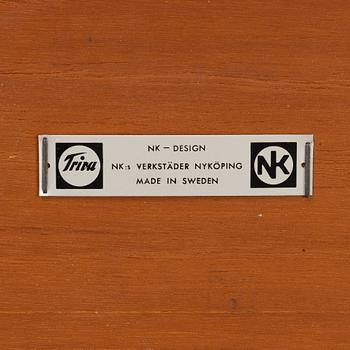 Triva
NK – DESIGN
NK:s VERKSTÄDER NYKÖPING
MADE IN SWEDEN
NK